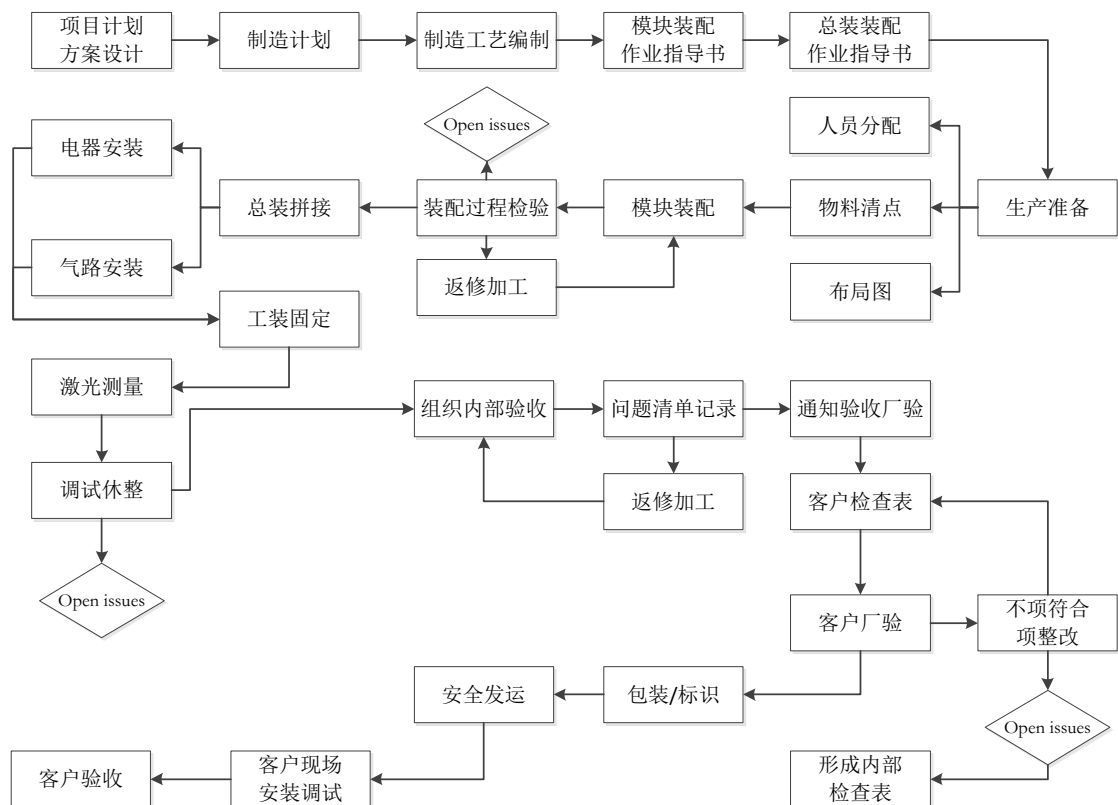 项目计划
方案设计
制造计划
制造工艺编制
模块装配
作业指导书
总装装配
作业指导书
Open issues
人员分配
电器安装
总装拼接
装配过程检验
模块装配
物料清点
生产准备
气路安装
返修加工
布局图
工装固定
激光测量
组织内部验收
问题清单记录
通知验收厂验
调试休整
返修加工
客户检查表
Open issues
客户厂验
不项符合
项整改
安全发运
包装/标识
Open issues
客户验收
客户现场
安装调试
形成内部
检查表